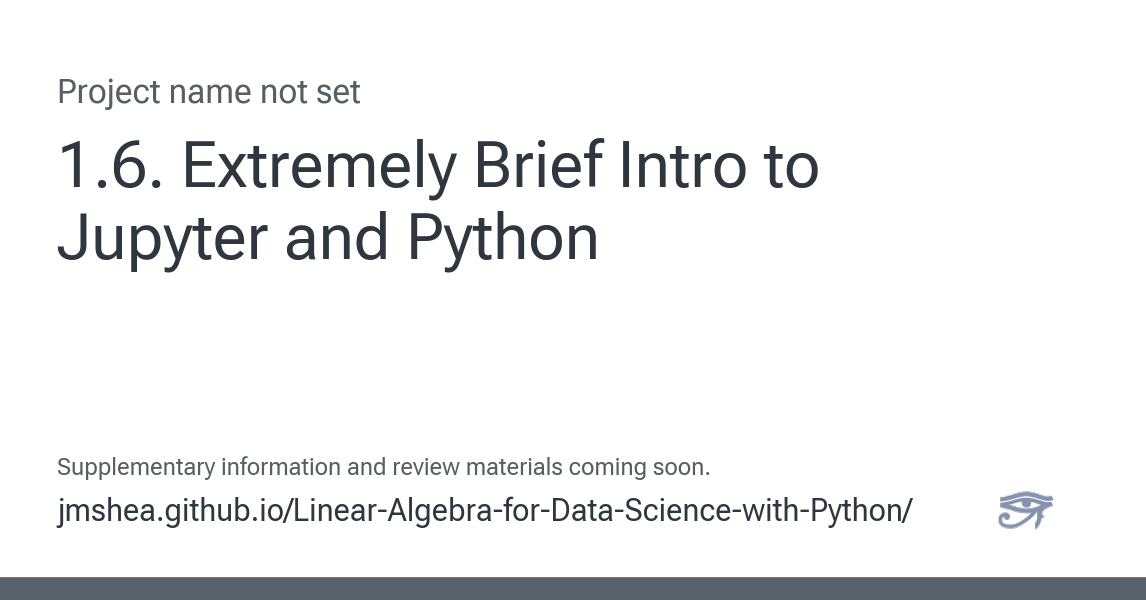 Project name not set
1.6. Extremely Brief Intro to
Jupyter and Python
Supplementary information and review materials coming soon.
jmshea.github.io/Linear-Algebra-for-Data-Science-with-Python/